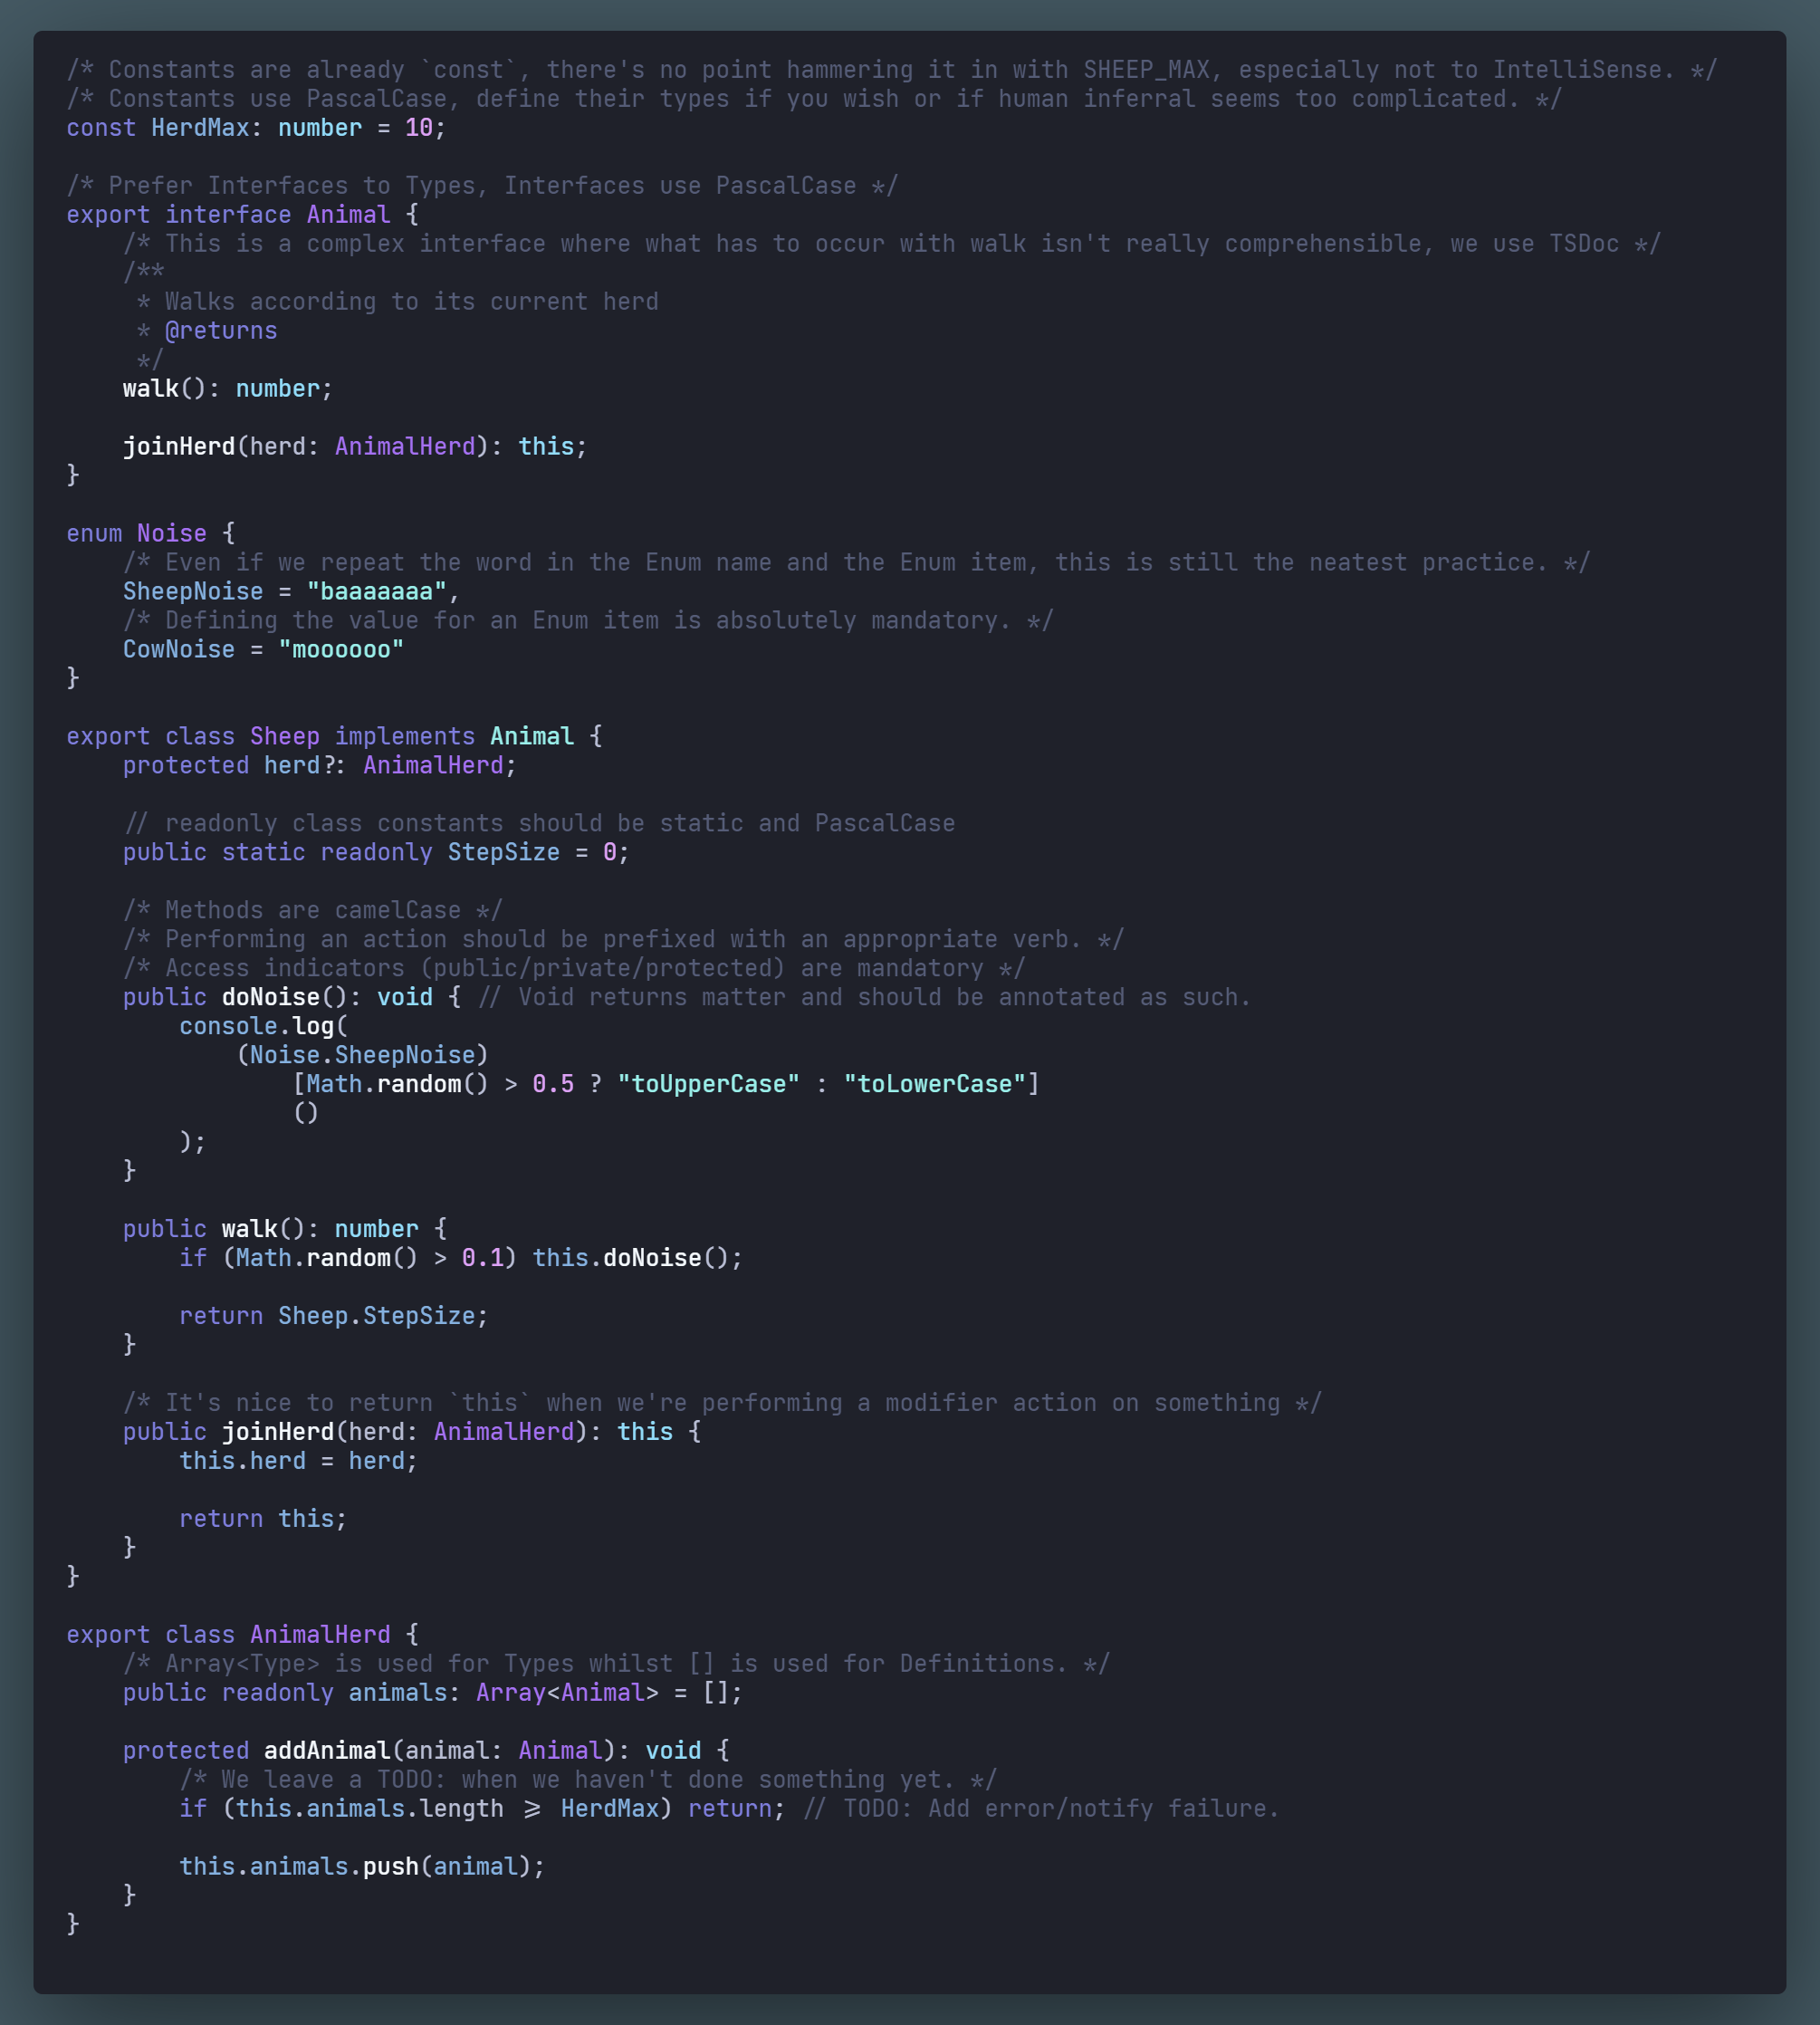 /* Constants are already `const`, there's no point hammering it in with SHEEP_MAX, especially not to IntelliSense. */
/* Constants use PascalCase, define their types if you wish or if human inferral seems too complicated. */
const HerdMax: number = 10;

/* Prefer Interfaces to Types, Interfaces use PascalCase */
export interface Animal {
    /* This is a complex interface where what has to occur with walk isn't really comprehensible, we use TSDoc */
    /**
     * Walks according to its current herd
     * @returns
     */
    walk(): number;

    joinHerd(herd: AnimalHerd): this;
}

enum Noise {
    /* Even if we repeat the word in the Enum name and the Enum item, this is still the neatest practice. */
    SheepNoise = "baaaaaaa",
    /* Defining the value for an Enum item is absolutely mandatory. */
    CowNoise = "moooooo"
}

export class Sheep implements Animal {
    protected herd?: AnimalHerd;

    // readonly class constants should be static and PascalCase
    public static readonly StepSize = 0;

    /* Methods are camelCase */
    /* Performing an action should be prefixed with an appropriate verb. */
    /* Access indicators (public/private/protected) are mandatory */
    public doNoise(): void { // Void returns matter and should be annotated as such.
        console.log(
            (Noise.SheepNoise)
                [Math.random() > 0.5 ? "toUpperCase" : "toLowerCase"]
                ()
        );
    }

    public walk(): number {
        if (Math.random() > 0.1) this.doNoise();

        return Sheep.StepSize;
    }

    /* It's nice to return `this` when we're performing a modifier action on something */
    public joinHerd(herd: AnimalHerd): this {
        this.herd = herd;

        return this;
    }
}

export class AnimalHerd {
    /* Array<Type> is used for Types whilst [] is used for Definitions. */
    public readonly animals: Array<Animal> = [];

    protected addAnimal(animal: Animal): void {
        /* We leave a TODO: when we haven't done something yet. */
        if (this.animals.length >= HerdMax) return; // TODO: Add error/notify failure.

        this.animals.push(animal);
    }
}